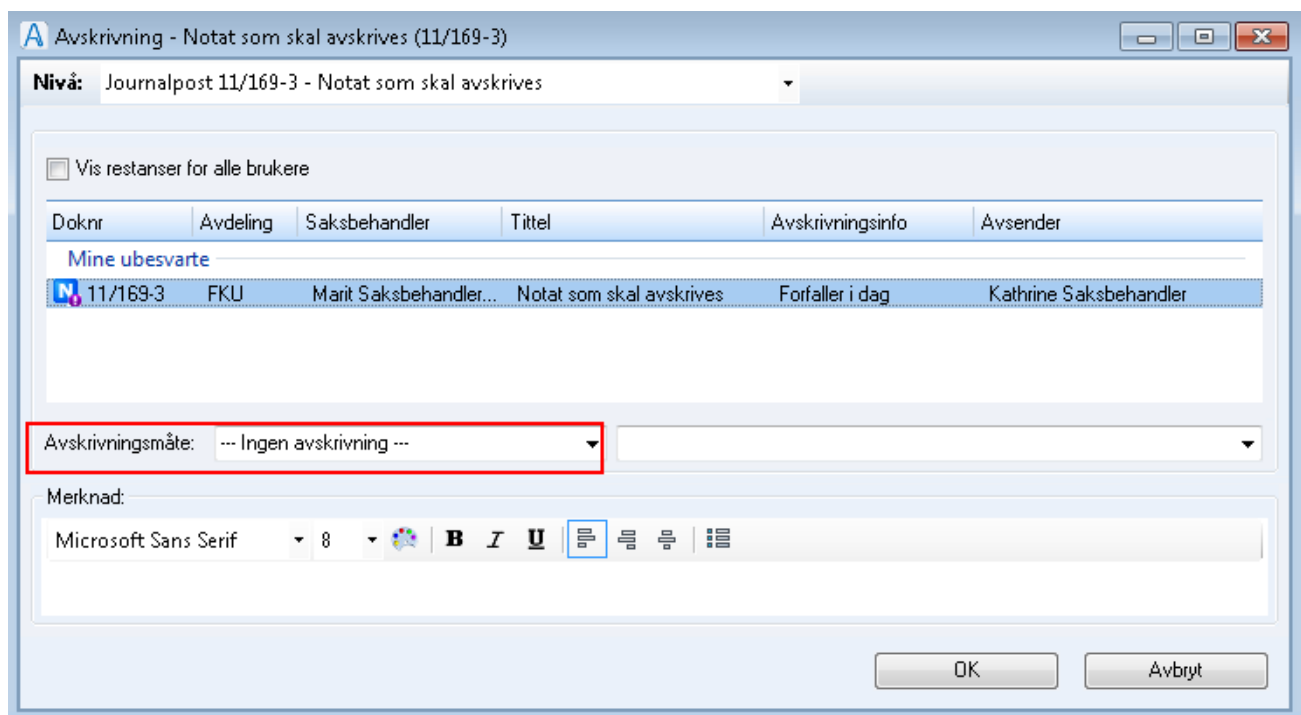 Avskrivning - Notat som skal avskrives (11/169-3)
Nivå: Journalpost 11/169-3 - Notat som skal avskrives
Vis restanser for alle brukere
Doknr Avdeling Saksbehandler Tittel Avskrivningsinfo Avsender
Mine ubesvarte
N 11/169-3 FKU Marit Saksbehandler... Notat som skal avskrives Forfaller i dag Kathrine Saksbehandler
Avskrivningsmåte: --- Ingen avskrivning ---
Merknad:
Microsoft Sans Serif 8 B I U
OK Avbryt